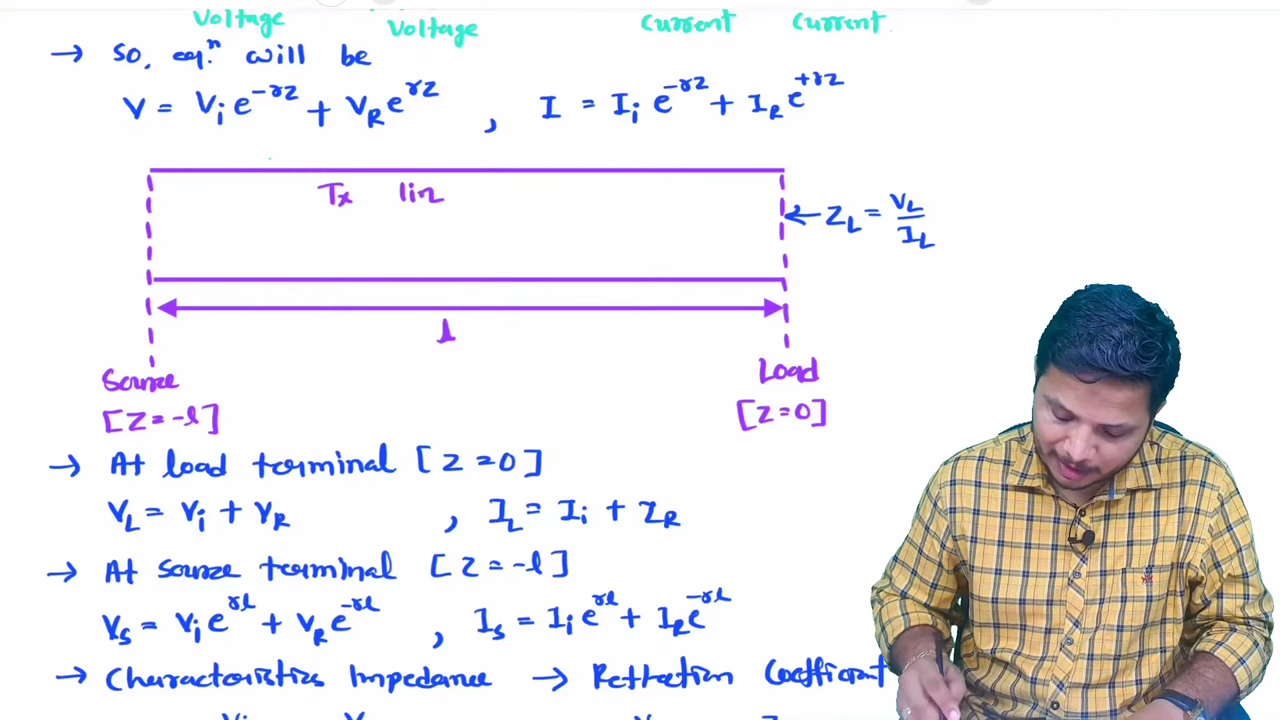 Voltage Voltage Current Current
→ So, eq.ⁿ will be
V = Vᵢ e^-γz + V_R e^γz , I = Iᵢ e^-γz + I_R e^+γz
Tx lin
← Z_L = V_L/I_L
l
Source Load
[Z = -l] [Z = 0]
→ At load terminal [Z = 0]
V_L = Vᵢ + V_R , I_L = Iᵢ + I_R
→ At source terminal [Z = -l]
V_s = Vᵢ e^γl + V_R e^-γl , I_s = Iᵢ e^γl + I_R e^-γl
→ Characteristics Impedance → Reflection Coefficient